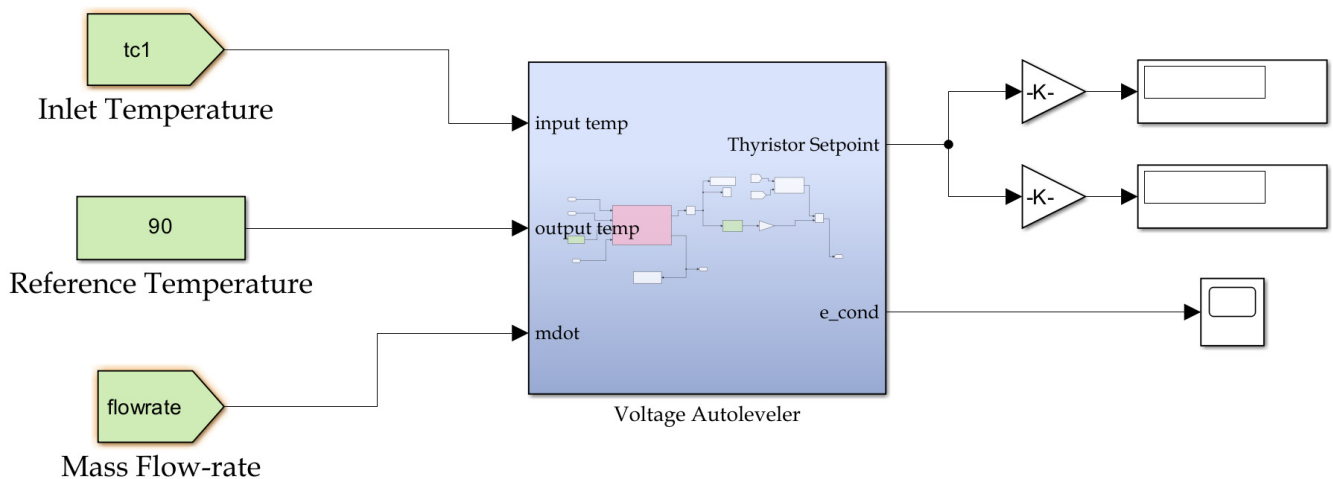 tc1
Inlet Temperature
90
Reference Temperature
flowrate
Mass Flow-rate
input temp
output temp
mdot
Thyristor Setpoint
e_cond
Voltage Autoleveler
-K-
-K-